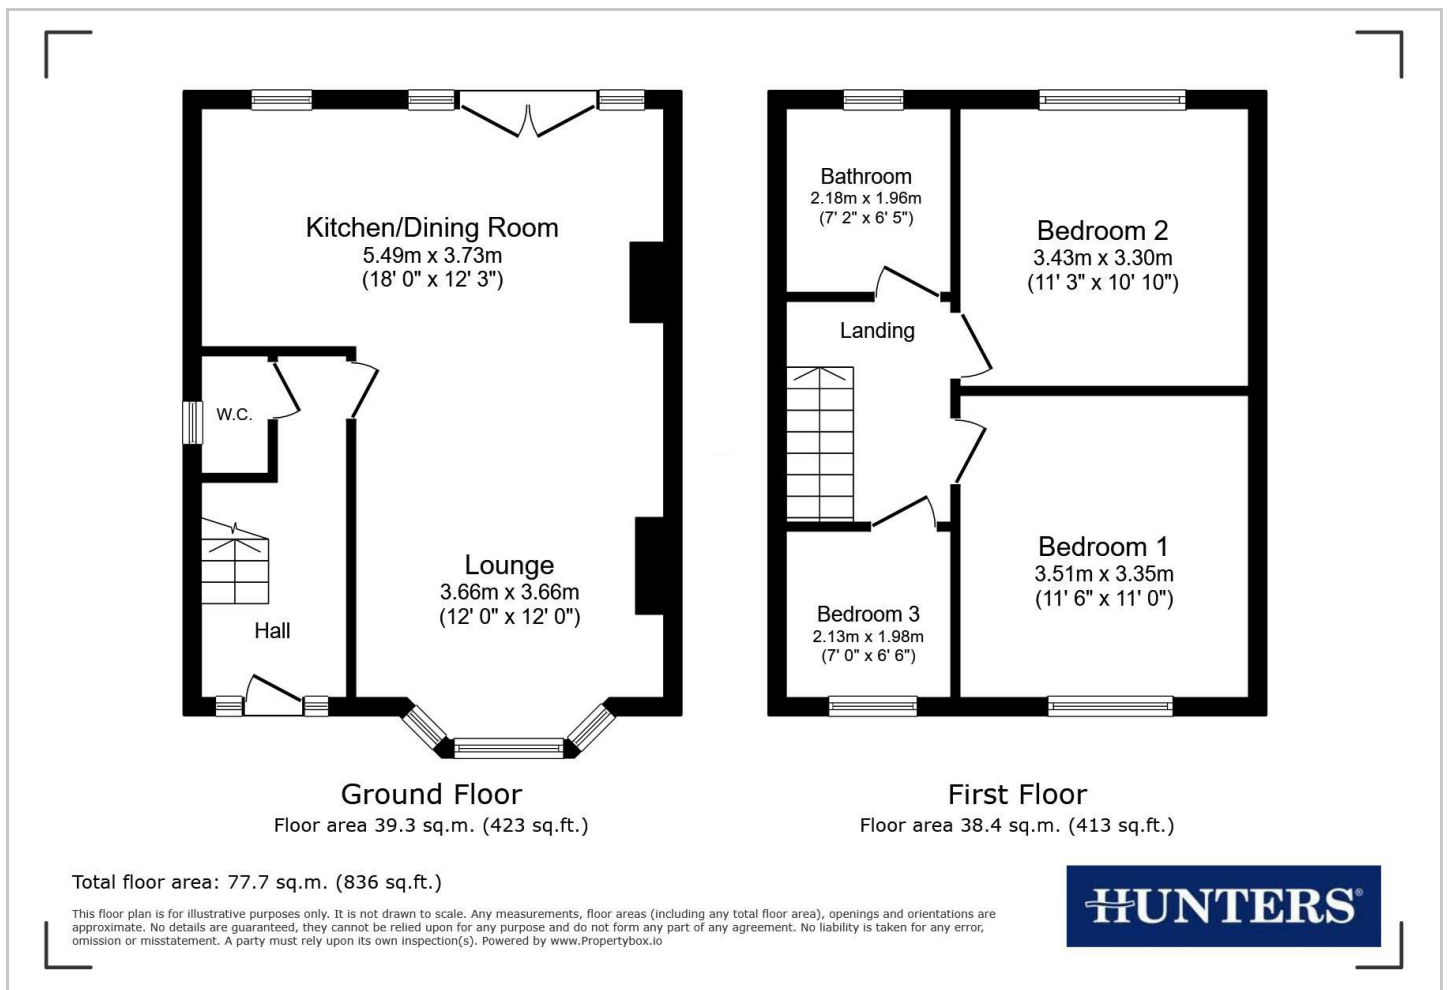 Kitchen/Dining Room
5.49m x 3.73m
(18' 0" x 12' 3")
W.C.
Lounge
3.66m x 3.66m
(12' 0" x 12' 0")
Hall
Ground Floor
Floor area 39.3 sq.m. (423 sq.ft.)
Bathroom
2.18m x 1.96m
(7' 2" x 6' 5")
Bedroom 2
3.43m x 3.30m
(11' 3" x 10' 10")
Landing
Bedroom 1
3.51m x 3.35m
(11' 6" x 11' 0")
Bedroom 3
2.13m x 1.98m
(7' 0" x 6' 6")
First Floor
Floor area 38.4 sq.m. (413 sq.ft.)
Total floor area: 77.7 sq.m. (836 sq.ft.)
This floor plan is for illustrative purposes only. It is not drawn to scale. Any measurements, floor areas (including any total floor area), openings and orientations are
approximate. No details are guaranteed, they cannot be relied upon for any purpose and do not form any part of any agreement. No liability is taken for any error,
omission or misstatement. A party must rely upon its own inspection(s). Powered by www.Propertybox.io
HUNTERS®